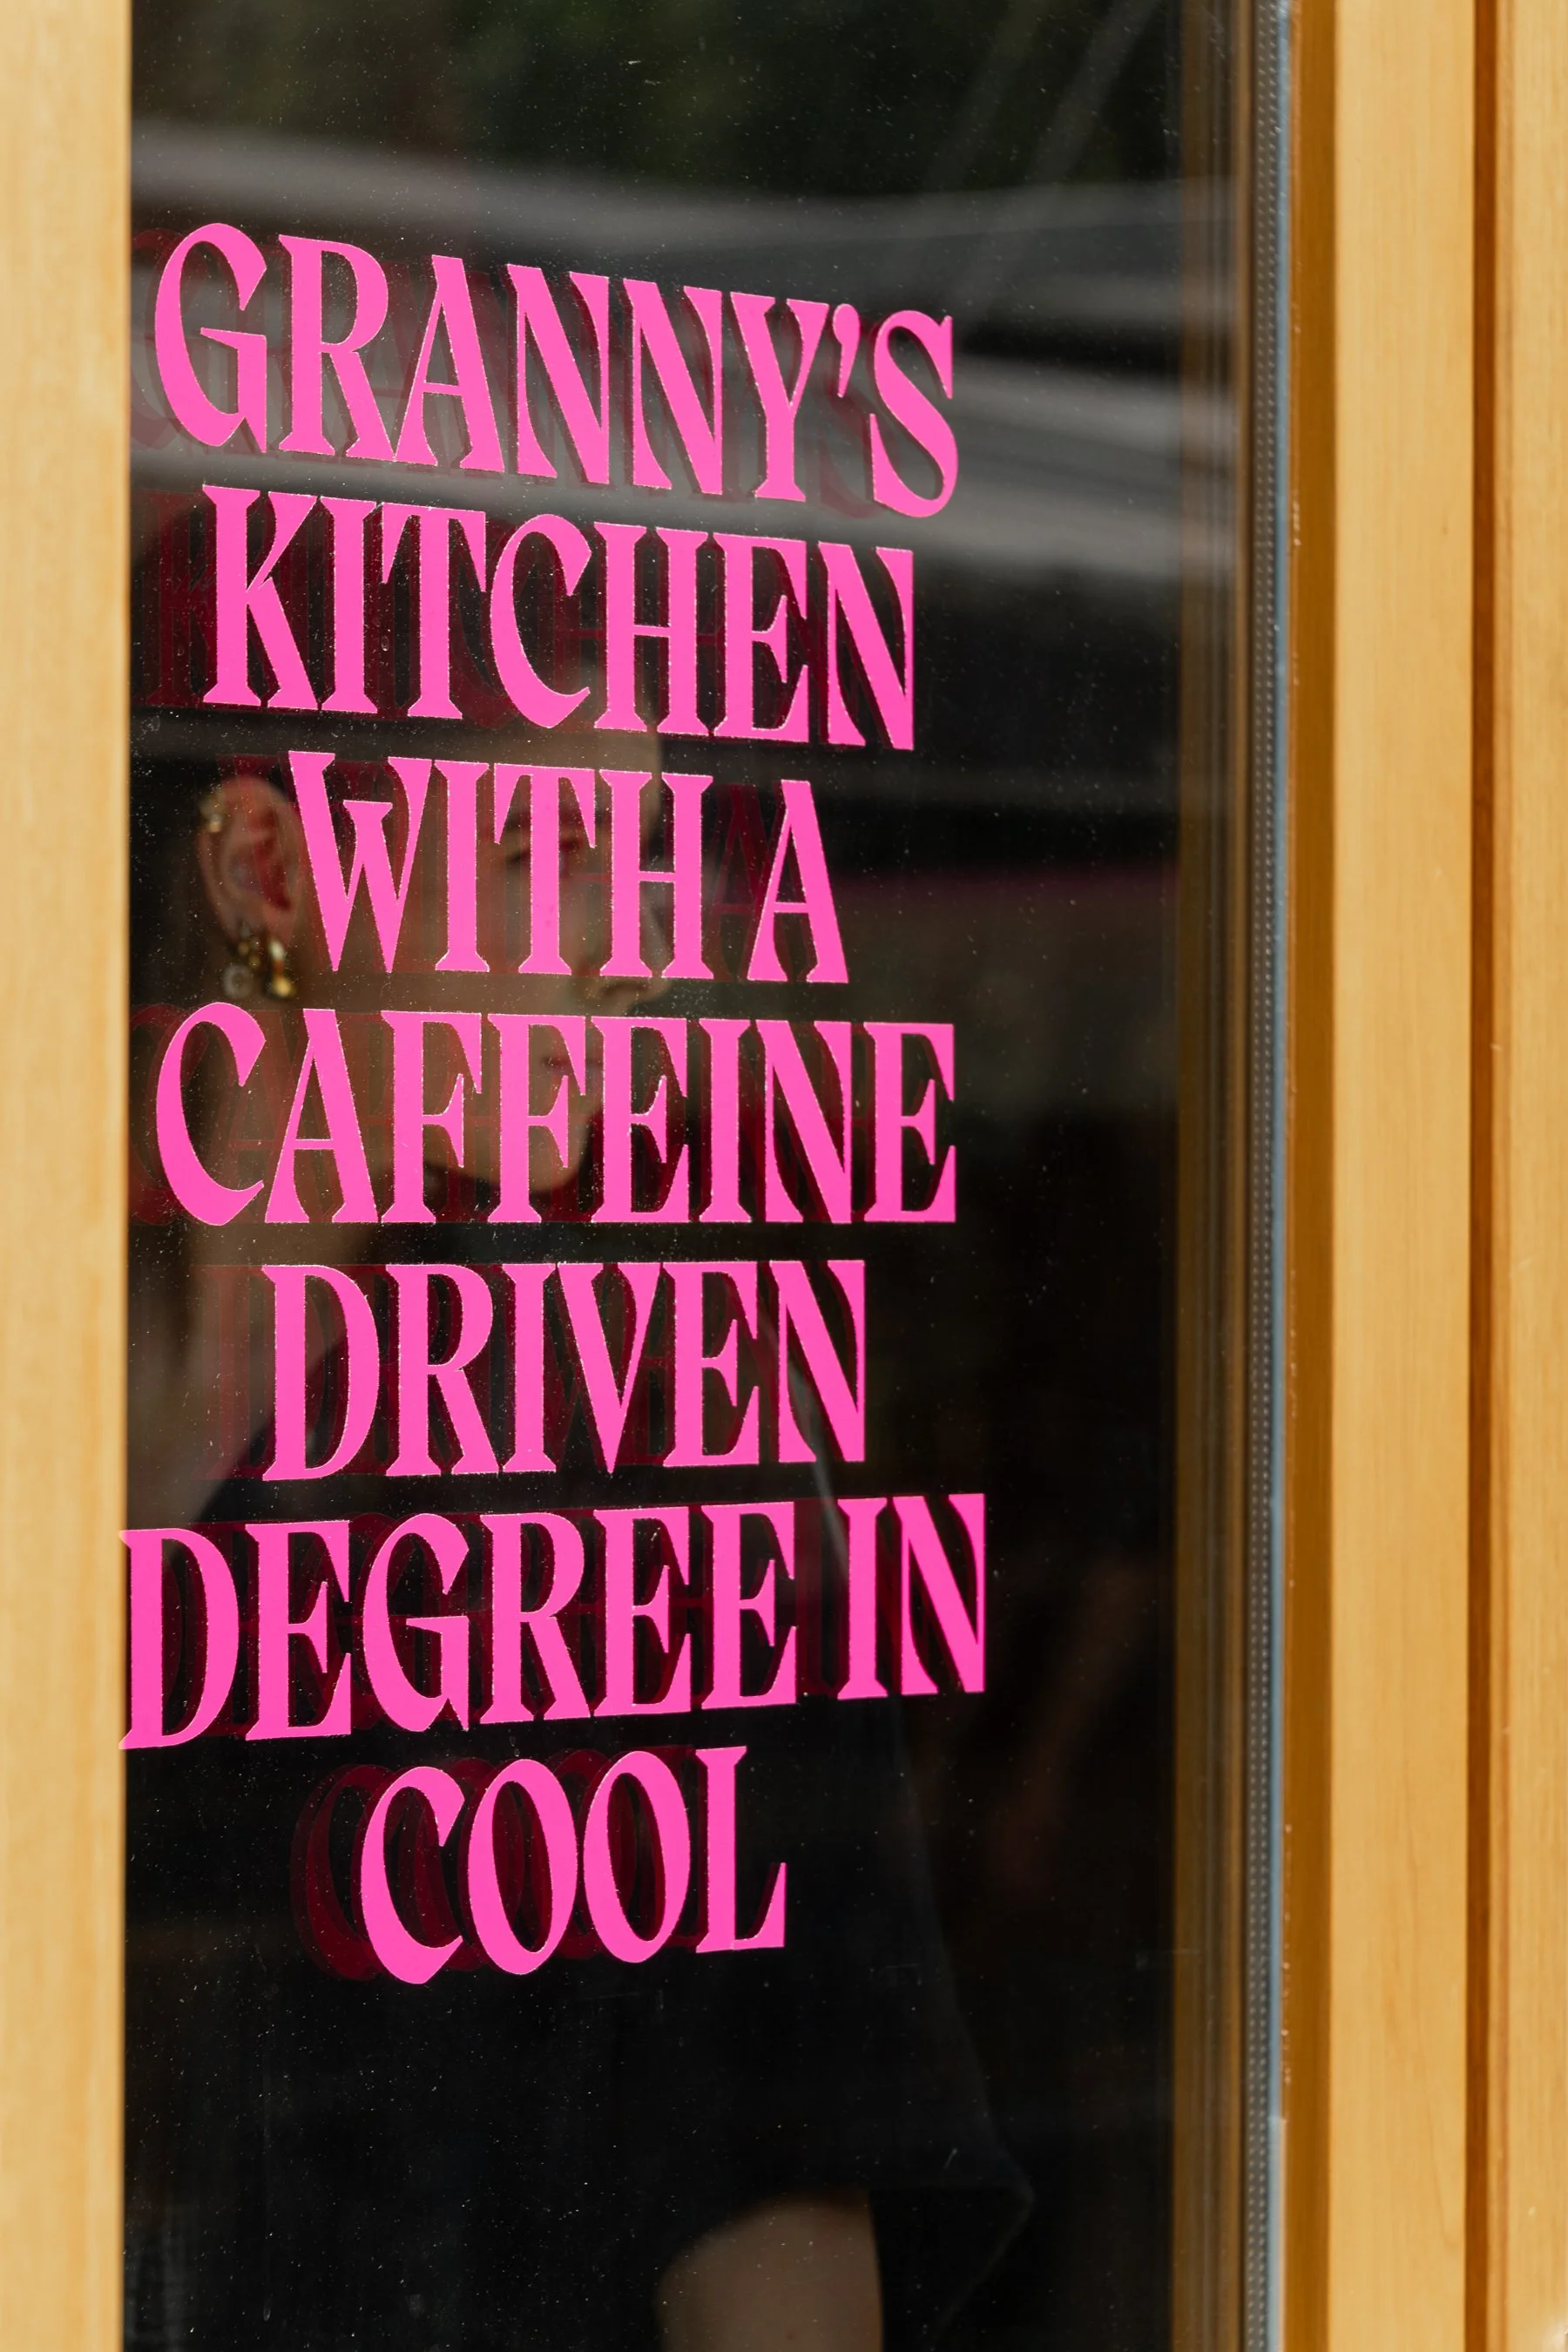 GRANNY'S
KITCHEN
WITH A
CAFFEINE
DRIVEN
DEGREE IN
COOL